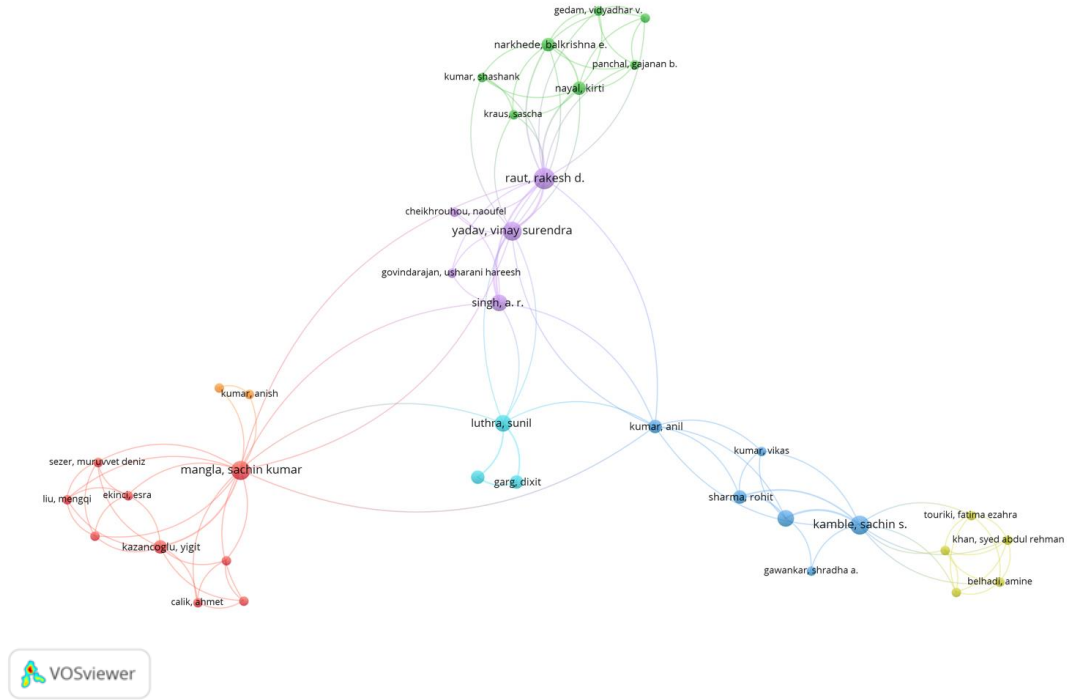 gedam, vidyadhar v.
narkhede, balkrishna e.
panchal, gajanan b.
kumar, shashank
nayal, kirti
kraus, sascha
raut, rakesh d.
cheikhrouhou, naoufel
yadav, vinay surendra
govindarajan, usharani hareesh
singh, a. r.
kumar, anish
luthra, sunil
kumar, anil
kumar, vikas
sezer, muruvvet deniz
mangla, sachin kumar
garg, dixit
liu, mengqi
ekinci, esra
sharma, rohit
kamble, sachin s.
touriki, fatima ezahra
khan, syed abdul rehman
kazancoglu, yigit
gawankar, shradha a.
belhadi, amine
calik, ahmet
VOSviewer